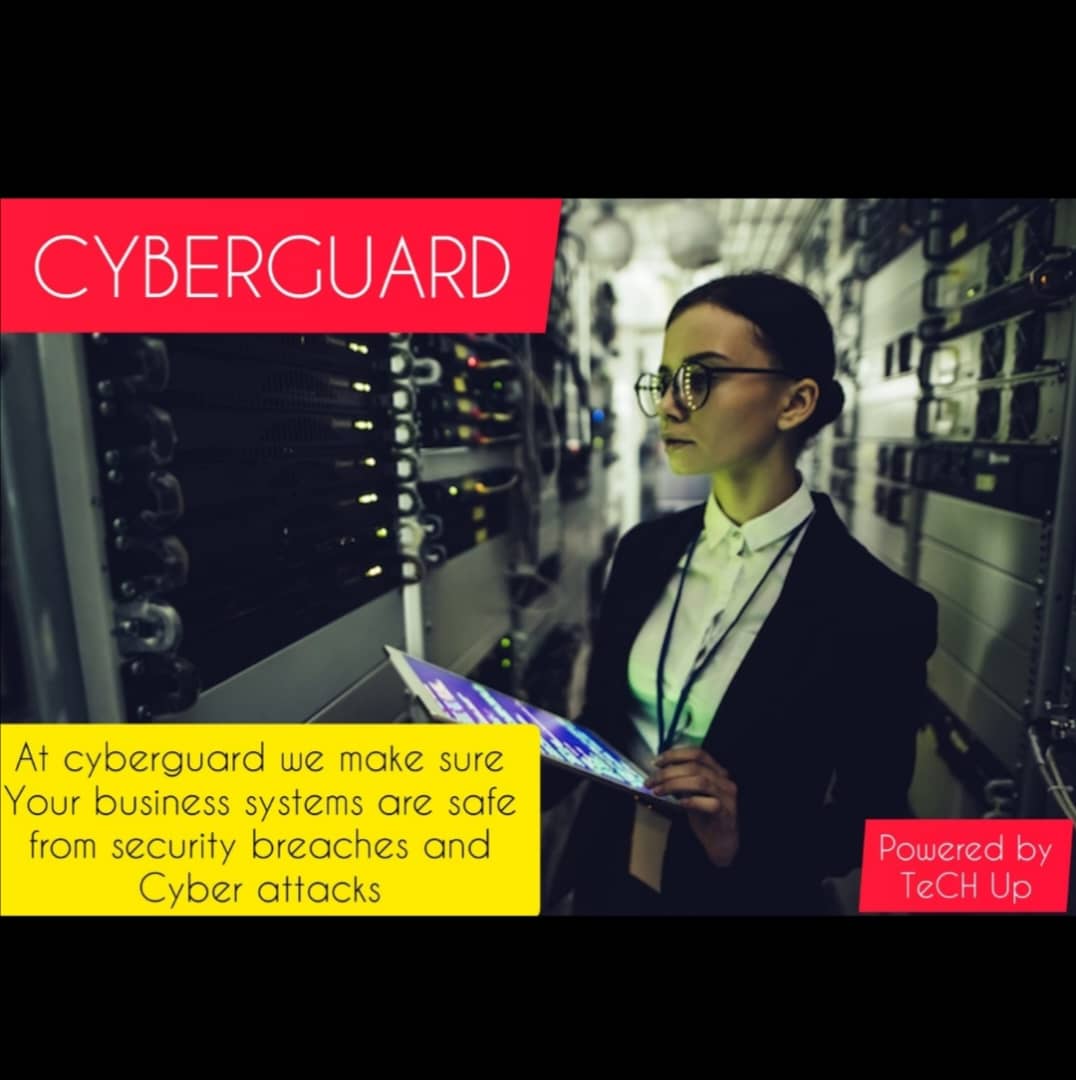 CYBERGUARD
At cyberguard we make sure
Your business systems are safe
from security breaches and
Cyber attacks
Powered by
TeCH Up